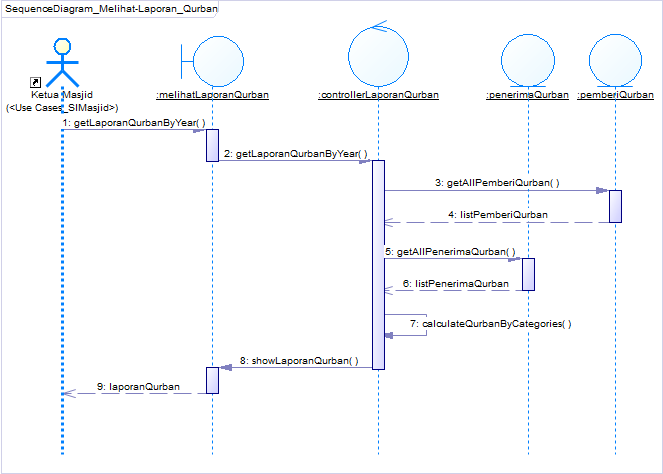 SequenceDiagram_Melihat-Laporan_Qurban
Ketua Masjid
(<Use Cases_SIMasjid>)
:melihatLaporanQurban
:controllerLaporanQurban
:penerimaQurban
:pemberiQurban
1: getLaporanQurbanByYear( )
2: getLaporanQurbanByYear( )
3: getAllPemberiQurban( )
4: listPemberiQurban
5: getAllPenerimaQurban( )
6: listPenerimaQurban
7: calculateQurbanByCategories( )
8: showLaporanQurban( )
9: laporanQurban